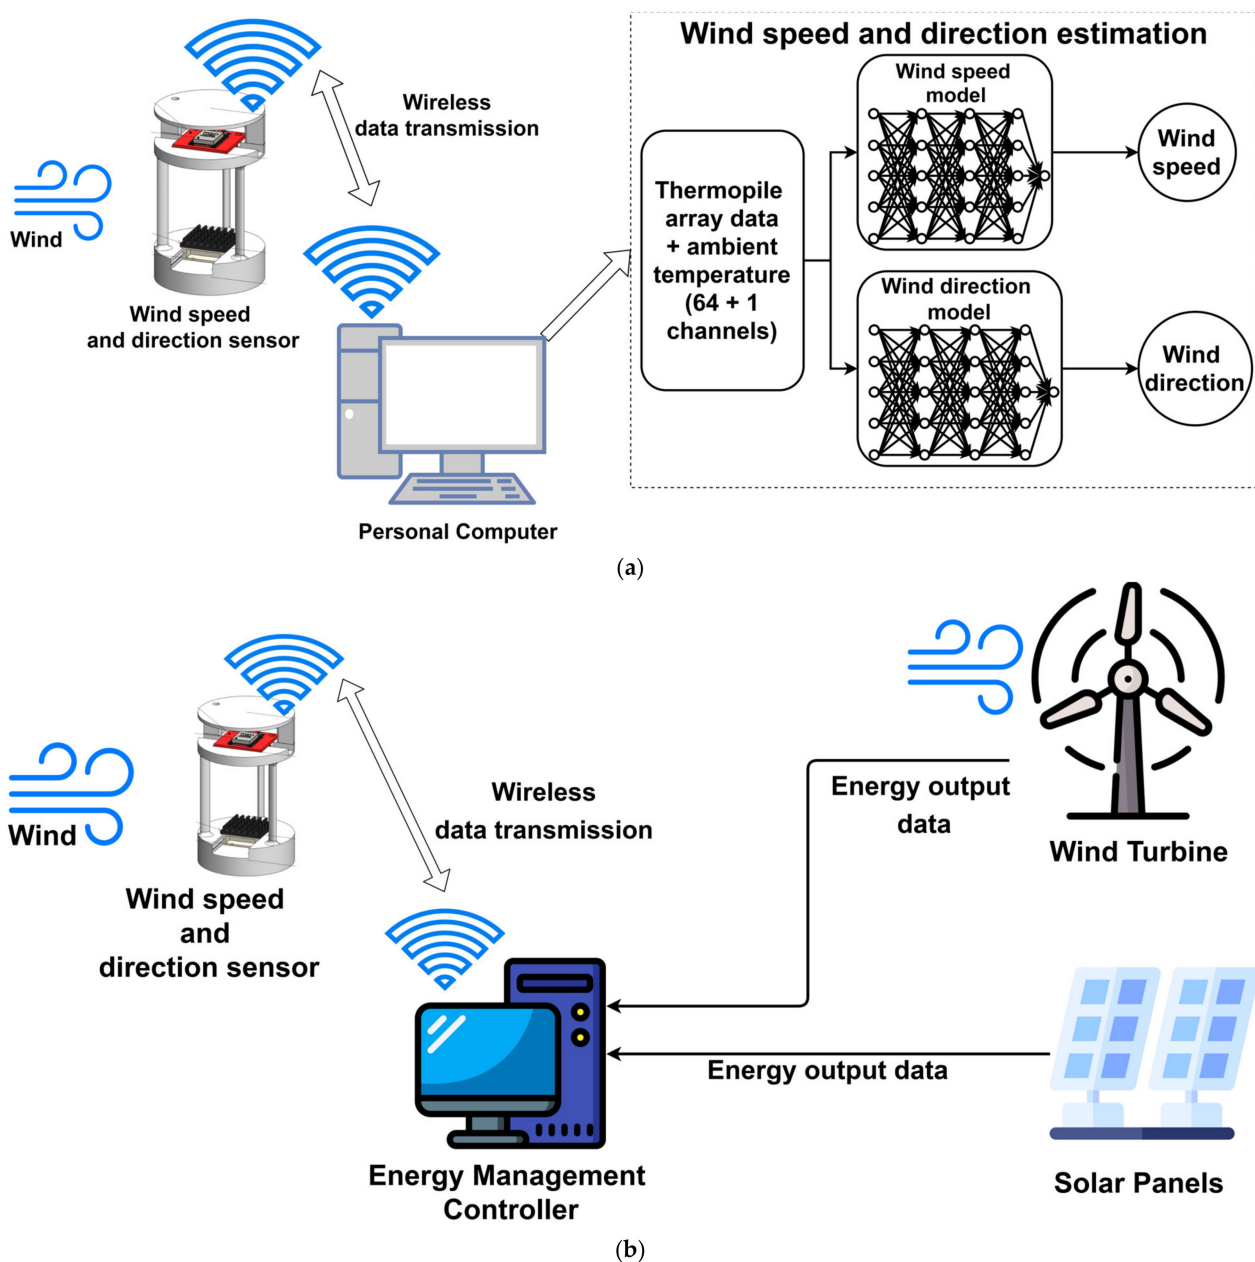 Wind speed and direction estimation
Wireless
data transmission
Wind
Wind speed
and direction sensor
Personal Computer
Thermopile
array data
+ ambient
temperature
(64 + 1
channels)
Wind speed
model
Wind
speed
Wind direction
model
Wind
direction
(a)
Wireless
data transmission
Wind
Wind speed
and
direction sensor
Energy output
data
Wind Turbine
Energy output data
Energy Management
Controller
Solar Panels
(b)